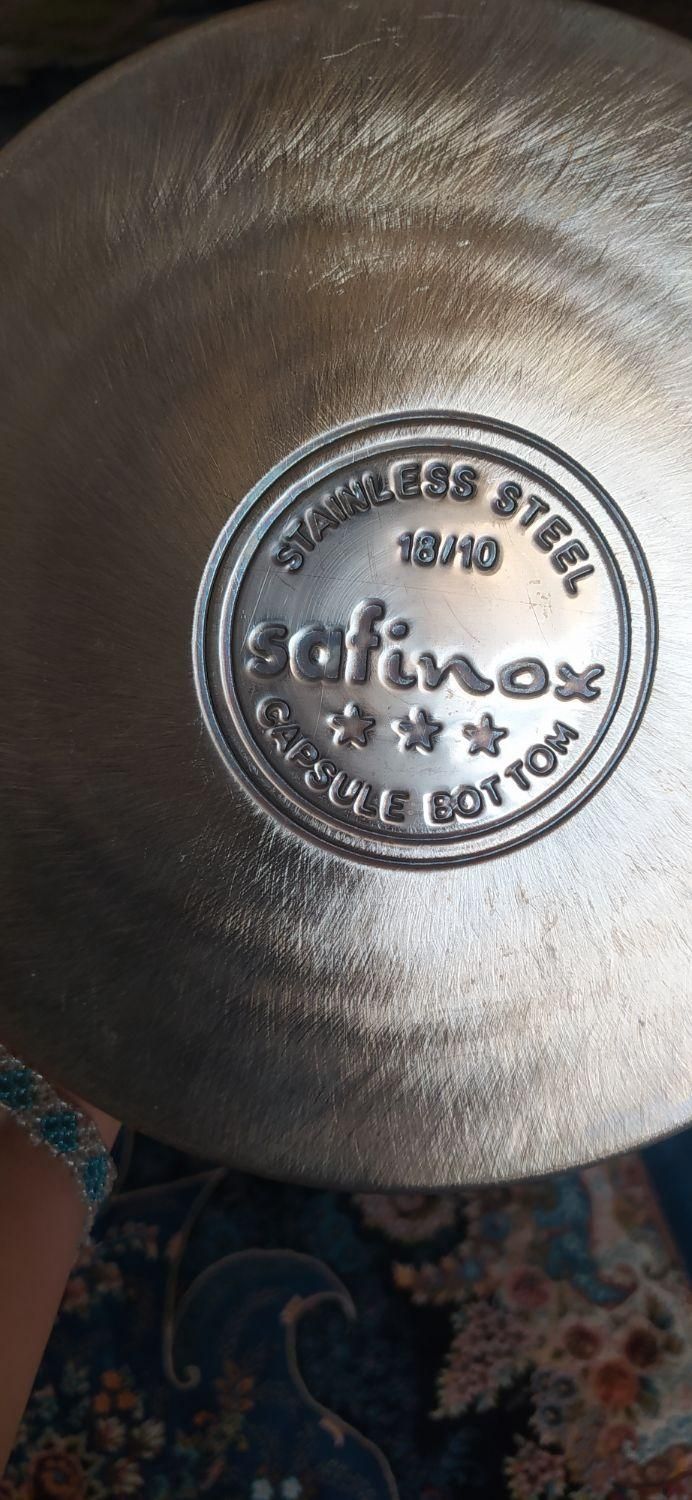 STAINLESS STEEL
18/10
safinox
CAPSULE BOTTOM